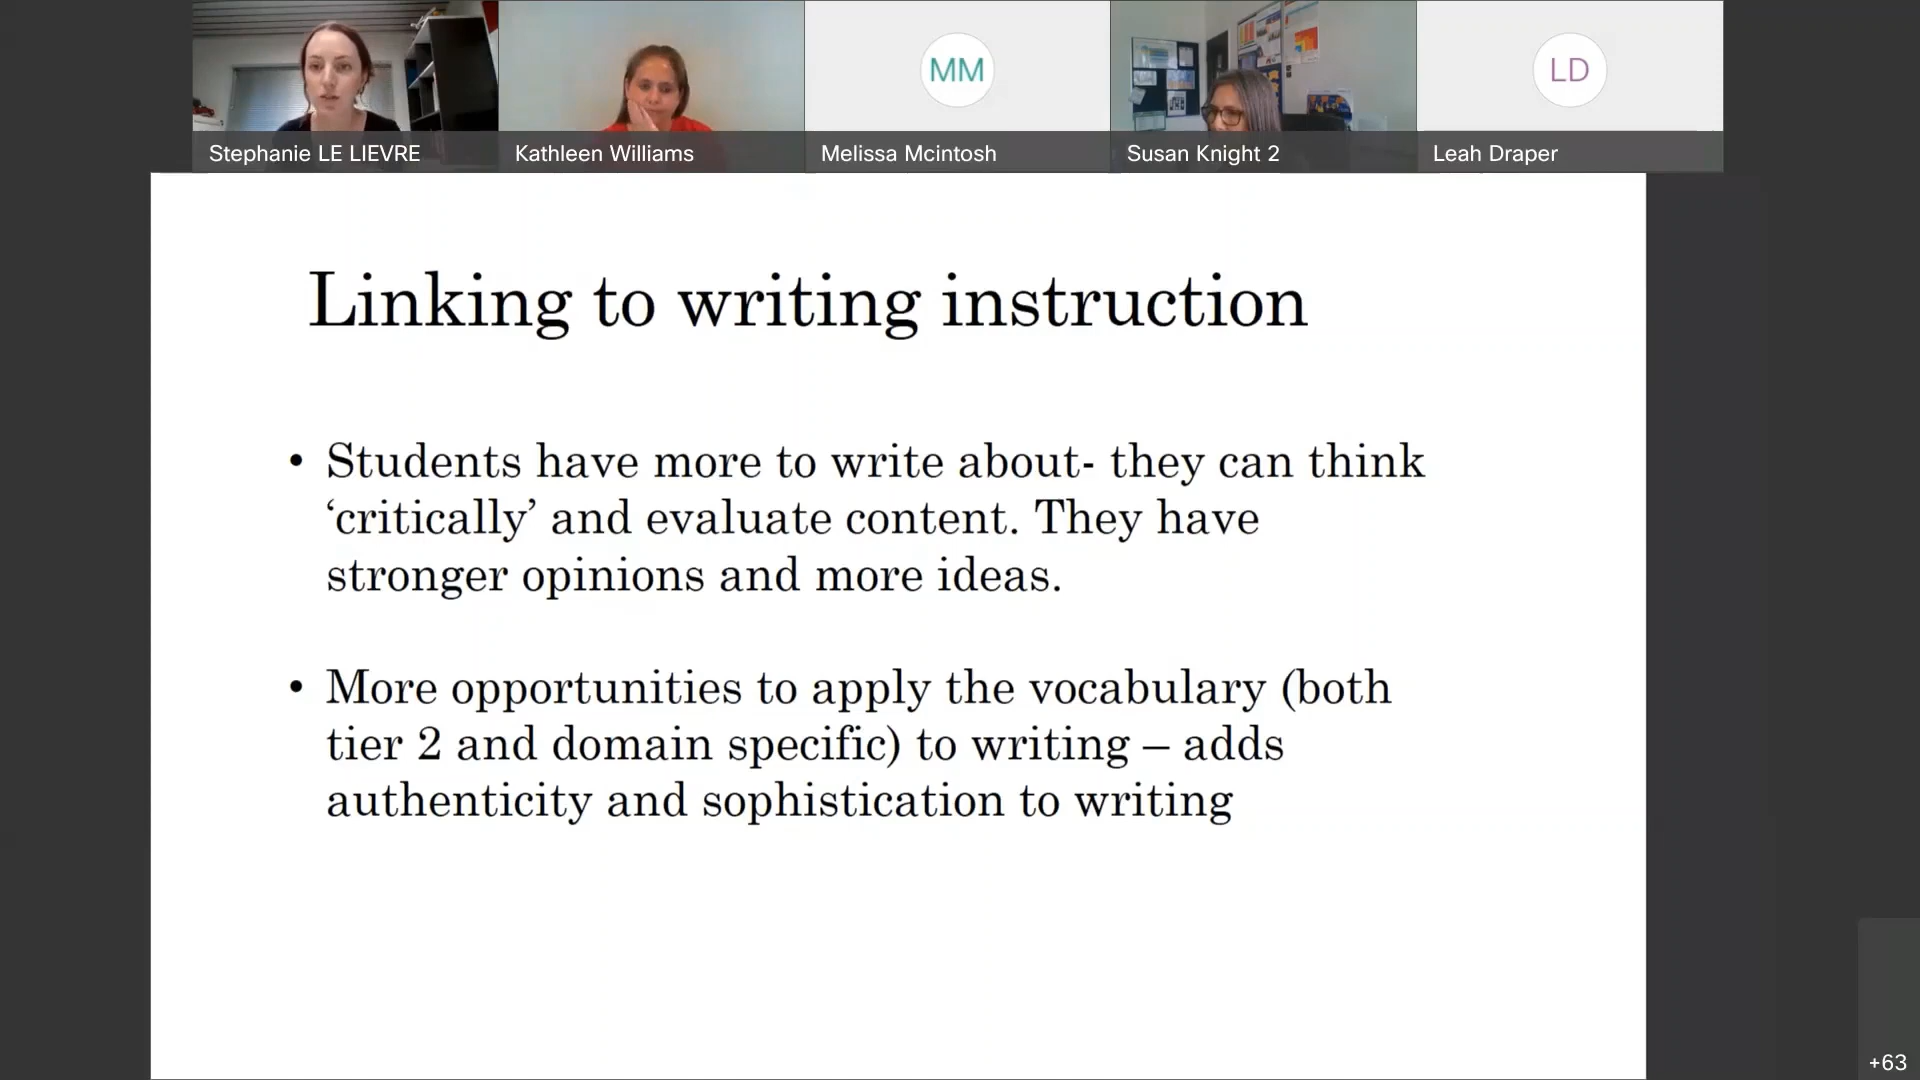 MM
LD
Stephanie LE LIEVRE
Kathleen Williams
Melissa Mcintosh
Susan Knight 2
Leah Draper
Linking to writing instruction
• Students have more to write about- they can think
‘critically’ and evaluate content. They have
stronger opinions and more ideas.
• More opportunities to apply the vocabulary (both
tier 2 and domain specific) to writing – adds
authenticity and sophistication to writing
+63